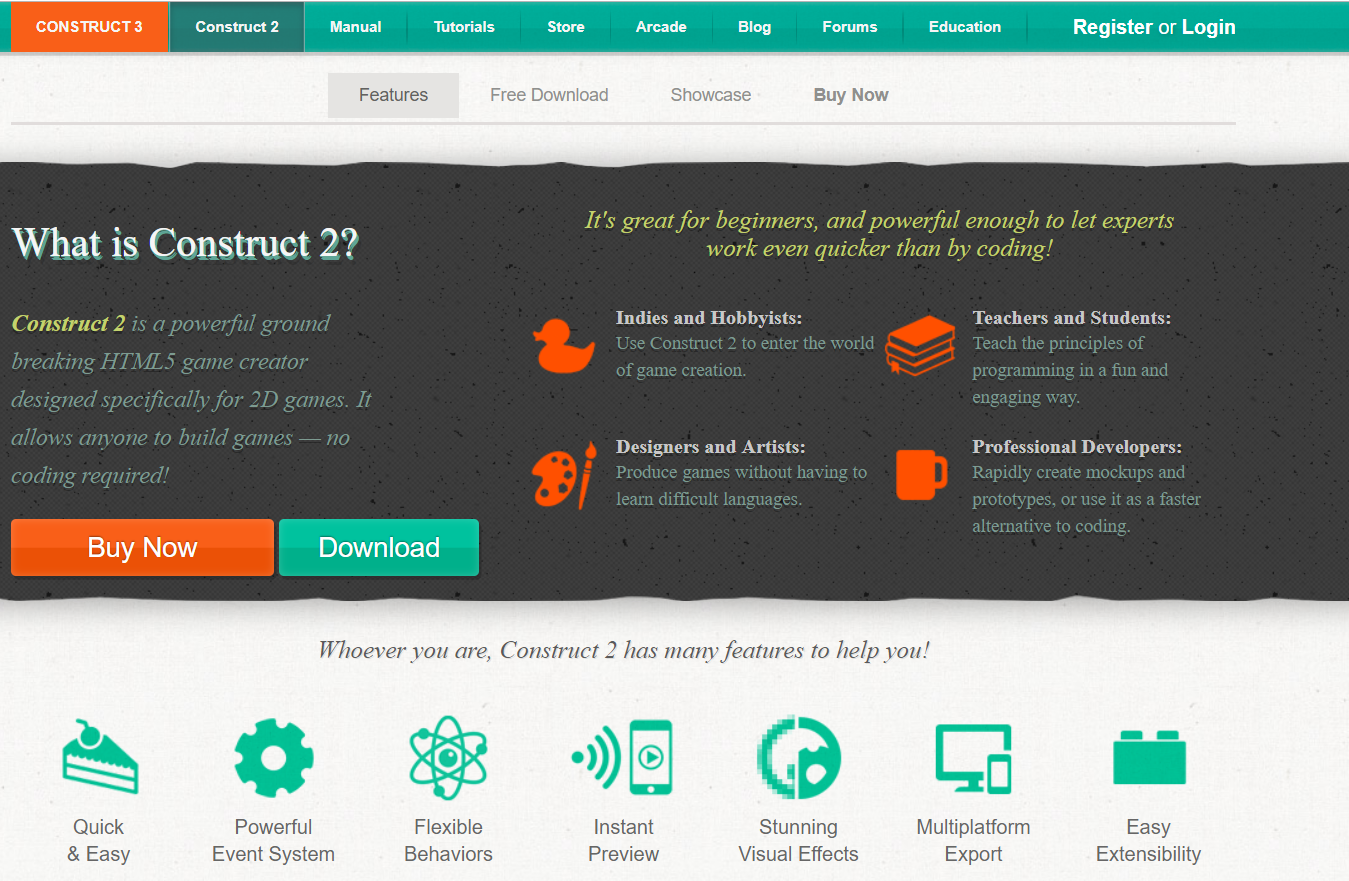 CONSTRUCT 3 Construct 2 Manual Tutorials Store Arcade Blog Forums Education Register or Login
Features Free Download Showcase Buy Now
What is Construct 2?
Construct 2 is a powerful ground
breaking HTML5 game creator
designed specifically for 2D games. It
allows anyone to build games — no
coding required!
Buy Now Download
It's great for beginners, and powerful enough to let experts
work even quicker than by coding!
Indies and Hobbyists:
Use Construct 2 to enter the world
of game creation.
Teachers and Students:
Teach the principles of
programming in a fun and
engaging way.
Designers and Artists:
Produce games without having to
learn difficult languages.
Professional Developers:
Rapidly create mockups and
prototypes, or use it as a faster
alternative to coding.
Whoever you are, Construct 2 has many features to help you!
Quick
& Easy
Powerful
Event System
Flexible
Behaviors
Instant
Preview
Stunning
Visual Effects
Multiplatform
Export
Easy
Extensibility